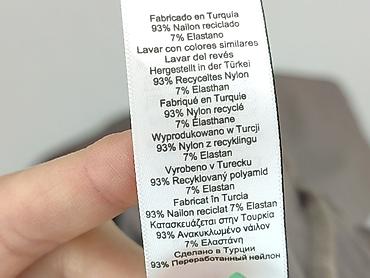 Fabricado en Turquía
93% Nailon reciclado
7% Elastano
Lavar con colores similares
Lavar del revés
Hergestellt in der Türkei
93% Recyceltes Nylon
7% Elasthan
Fabriqué en Turquie
93% Nylon recyclé
7% Élasthane
Wyprodukowano w Turcji
93% Nylon z recyklingu
7% Elastan
Vyrobeno v Turecku
93% Recyklovaný polyamid
7% Elastan
Fabricat în Turcia
93% Nailon reciclat 7% Elastan
Κατασκευάζεται στην Τουρκία
93% Ανακυκλωμένο νάιλον
7% Ελαστάνη
Сделано в Турции
93% Переработанный нейлон